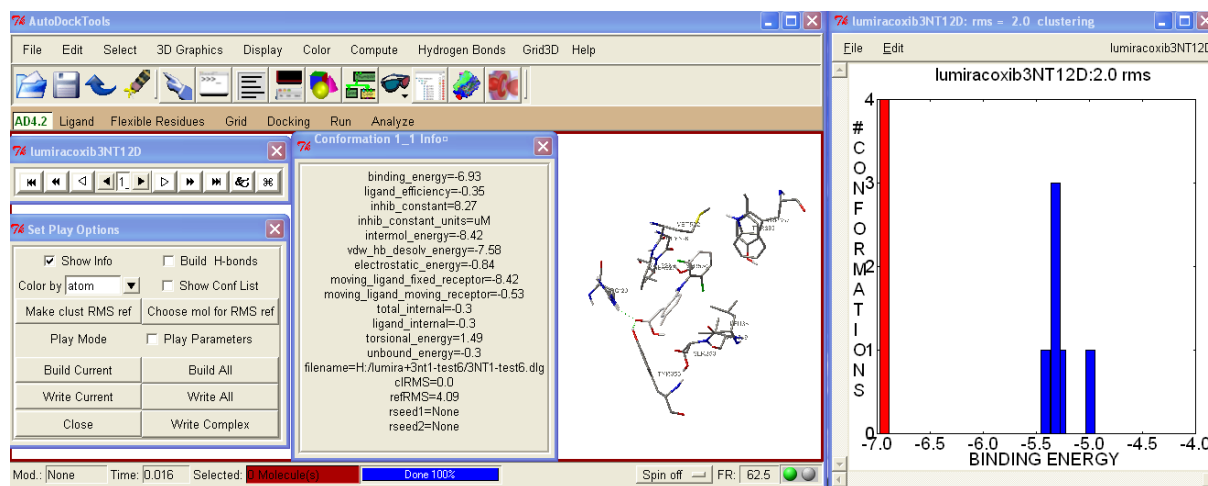 AutoDockTools
File Edit Select 3D Graphics Display Color Compute Hydrogen Bonds Grid3D Help
AD4.2 Ligand Flexible Residues Grid Docking Run Analyze
lumiracoxib3NT12D
1_
&
Set Play Options
Show Info Build H-bonds
Color by atom Show Conf List
Make clust RMS ref Choose mol for RMS ref
Play Mode Play Parameters
Build Current Build All
Write Current Write All
Close Write Complex
Conformation 1_1 Info¤
binding_energy=-6.93
ligand_efficiency=-0.35
inhib_constant=8.27
inhib_constant_units=uM
intermol_energy=-8.42
vdw_hb_desolv_energy=-7.58
electrostatic_energy=-0.84
moving_ligand_fixed_receptor=-8.42
moving_ligand_moving_receptor=-0.53
total_internal=-0.3
ligand_internal=-0.3
torsional_energy=1.49
unbound_energy=-0.3
filename=H:/lumira+3nt1-test6/3NT1-test6.dlg
clRMS=0.0
refRMS=4.09
rseed1=None
rseed2=None
Mod.: None Time: 0.016 Selected: 0 Molecule(s) Done 100% Spin off FR: 62.5
lumiracoxib3NT12D: rms = 2.0 clustering
File Edit lumiracoxib3NT12D
lumiracoxib3NT12D:2.0 rms
#CONFORMATIONS
4
3
2
1
0
-7.0 -6.5 -6.0 -5.5 -5.0 -4.5 -4.0
BINDING ENERGY